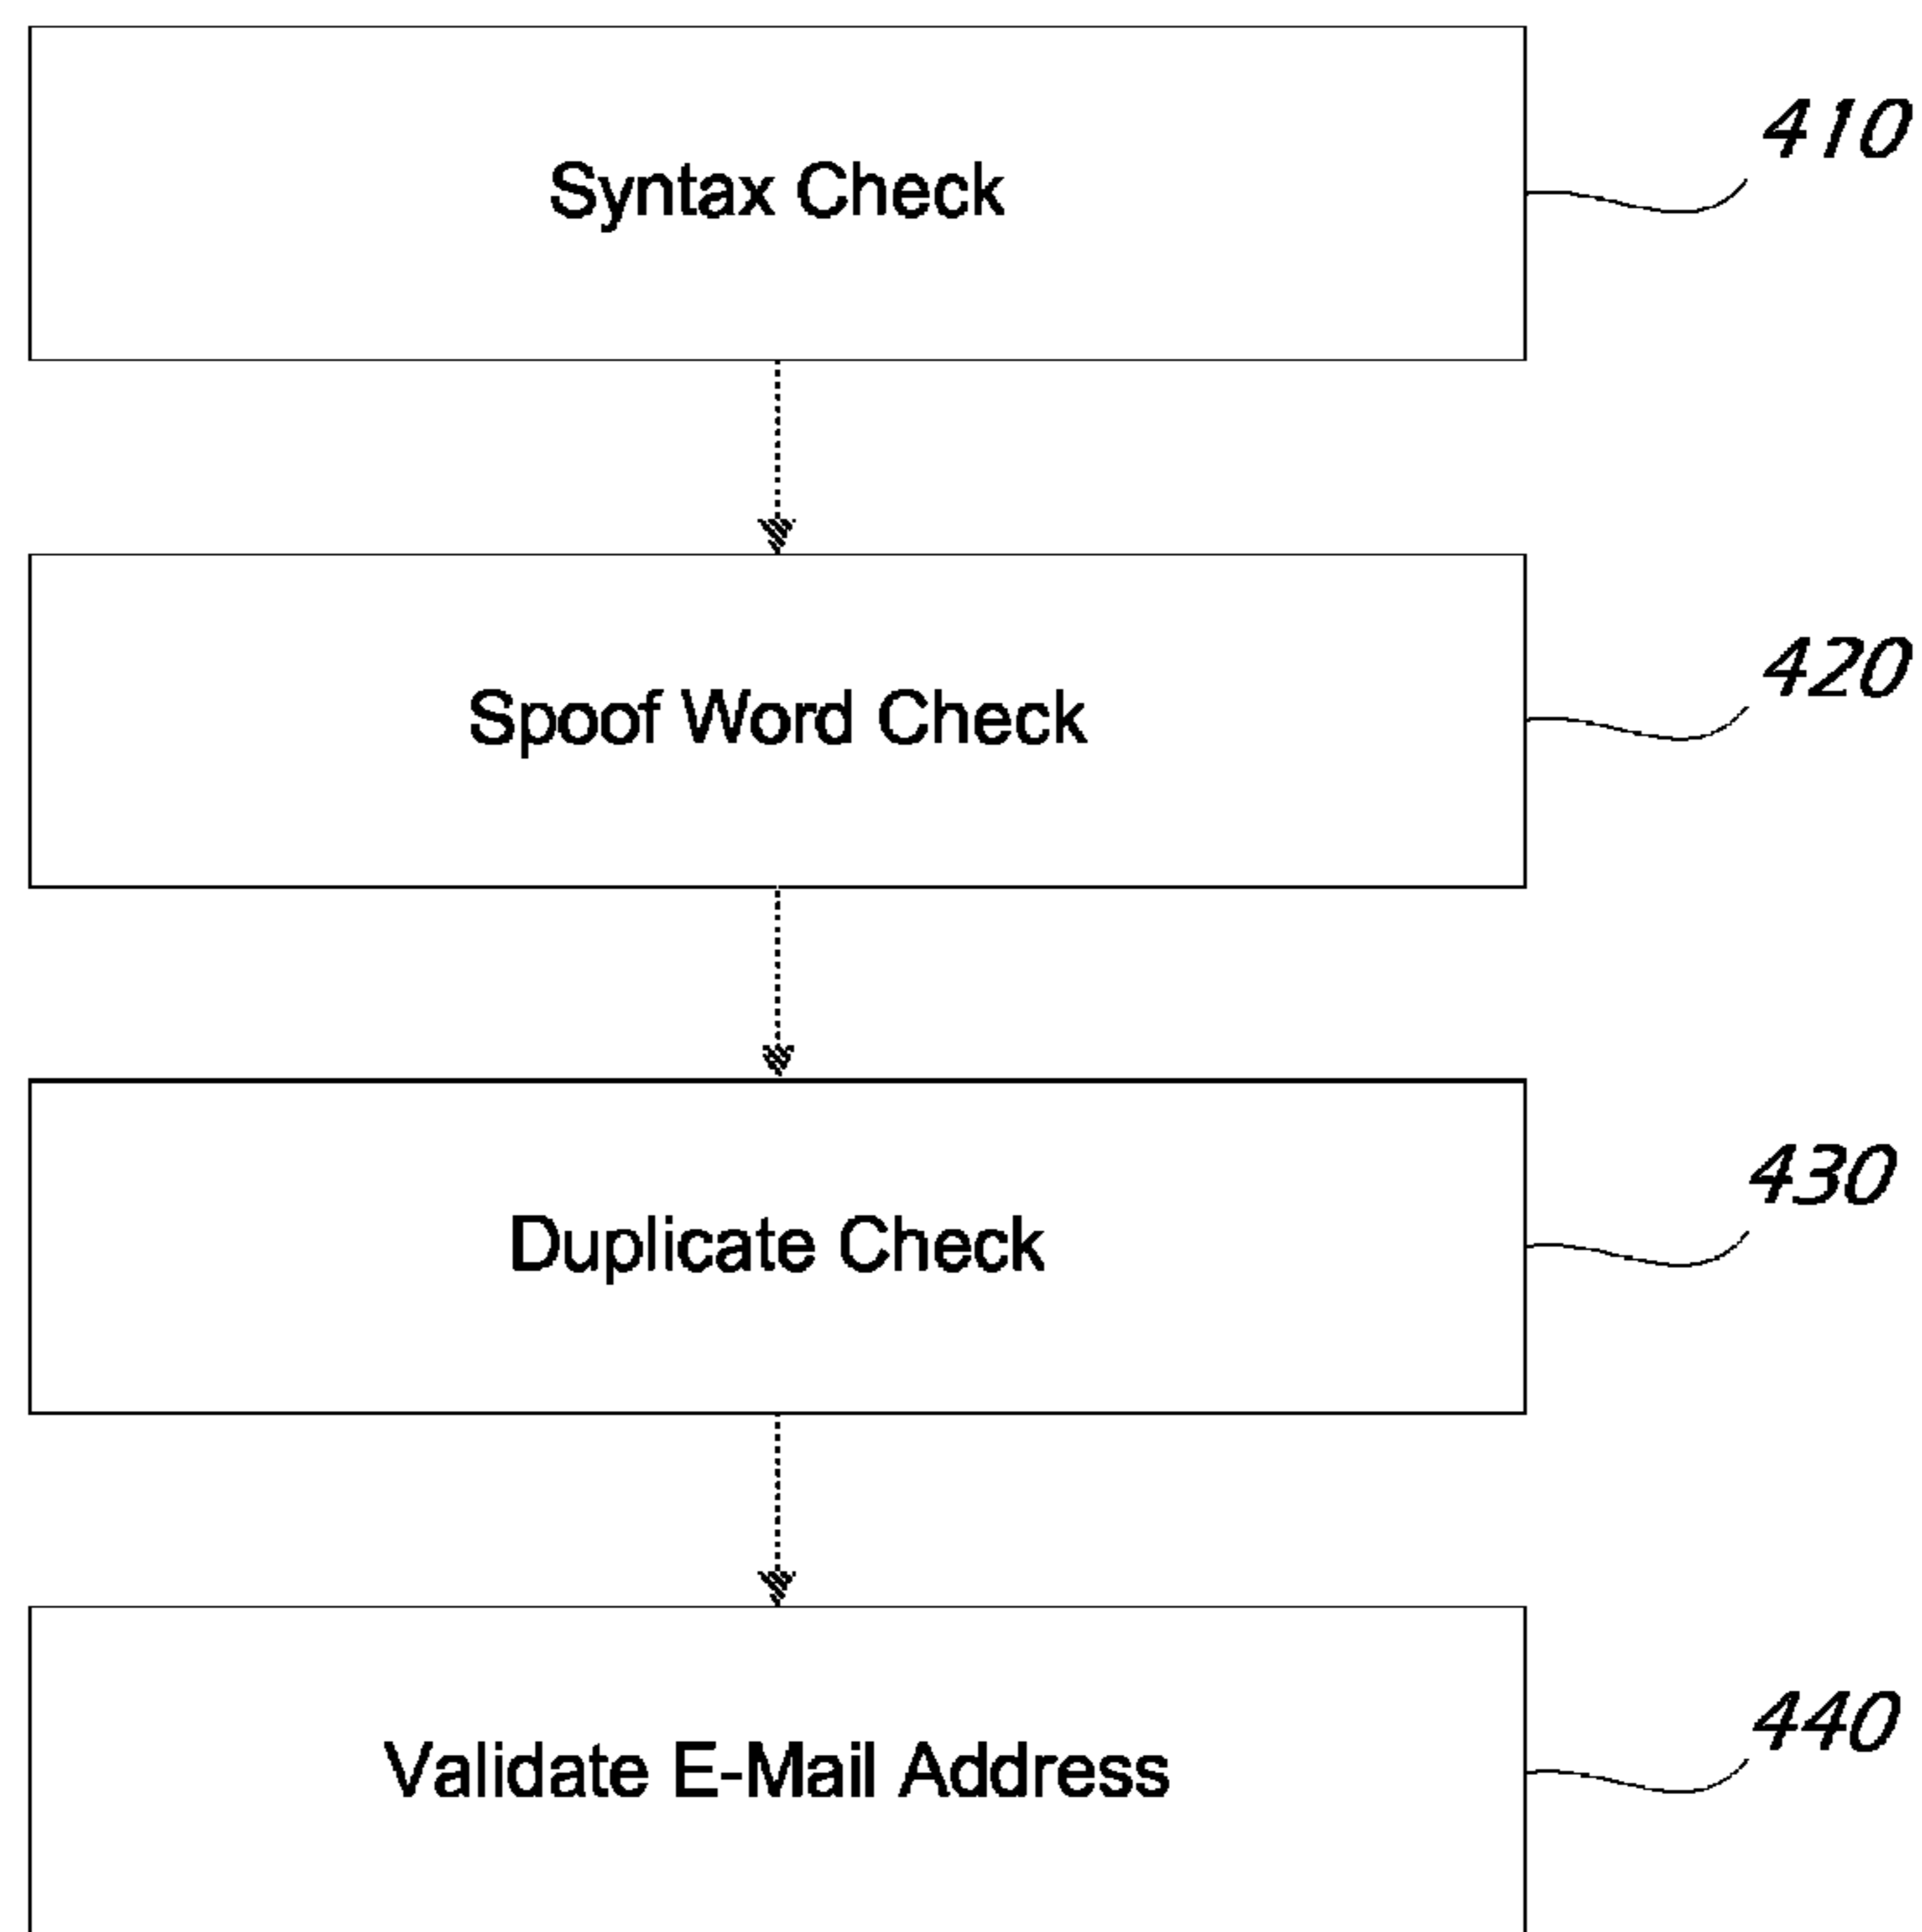 Syntax Check
410
Spoof Word Check
420
Duplicate Check
430
Validate E-Mail Address
440